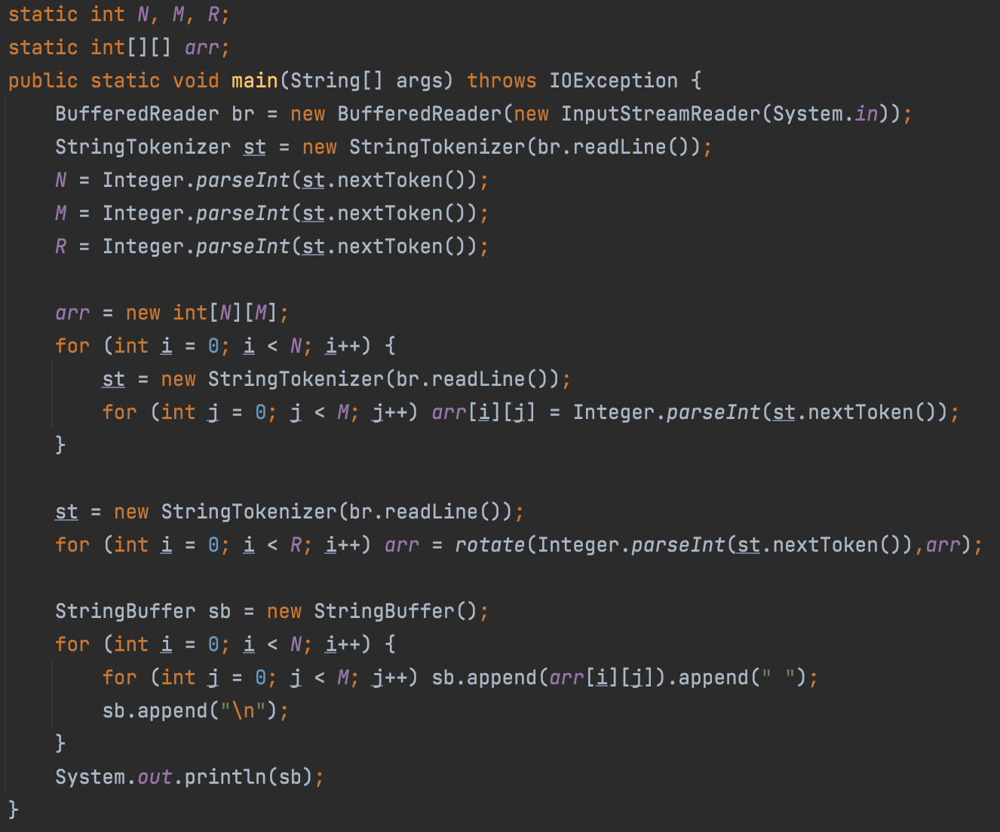 static int N, M, R;
static int[][] arr;
public static void main(String[] args) throws IOException {
    BufferedReader br = new BufferedReader(new InputStreamReader(System.in));
    StringTokenizer st = new StringTokenizer(br.readLine());
    N = Integer.parseInt(st.nextToken());
    M = Integer.parseInt(st.nextToken());
    R = Integer.parseInt(st.nextToken());

    arr = new int[N][M];
    for (int i = 0; i < N; i++) {
        st = new StringTokenizer(br.readLine());
        for (int j = 0; j < M; j++) arr[i][j] = Integer.parseInt(st.nextToken());
    }

    st = new StringTokenizer(br.readLine());
    for (int i = 0; i < R; i++) arr = rotate(Integer.parseInt(st.nextToken()),arr);

    StringBuffer sb = new StringBuffer();
    for (int i = 0; i < N; i++) {
        for (int j = 0; j < M; j++) sb.append(arr[i][j]).append(" ");
        sb.append("\n");
    }
    System.out.println(sb);
}